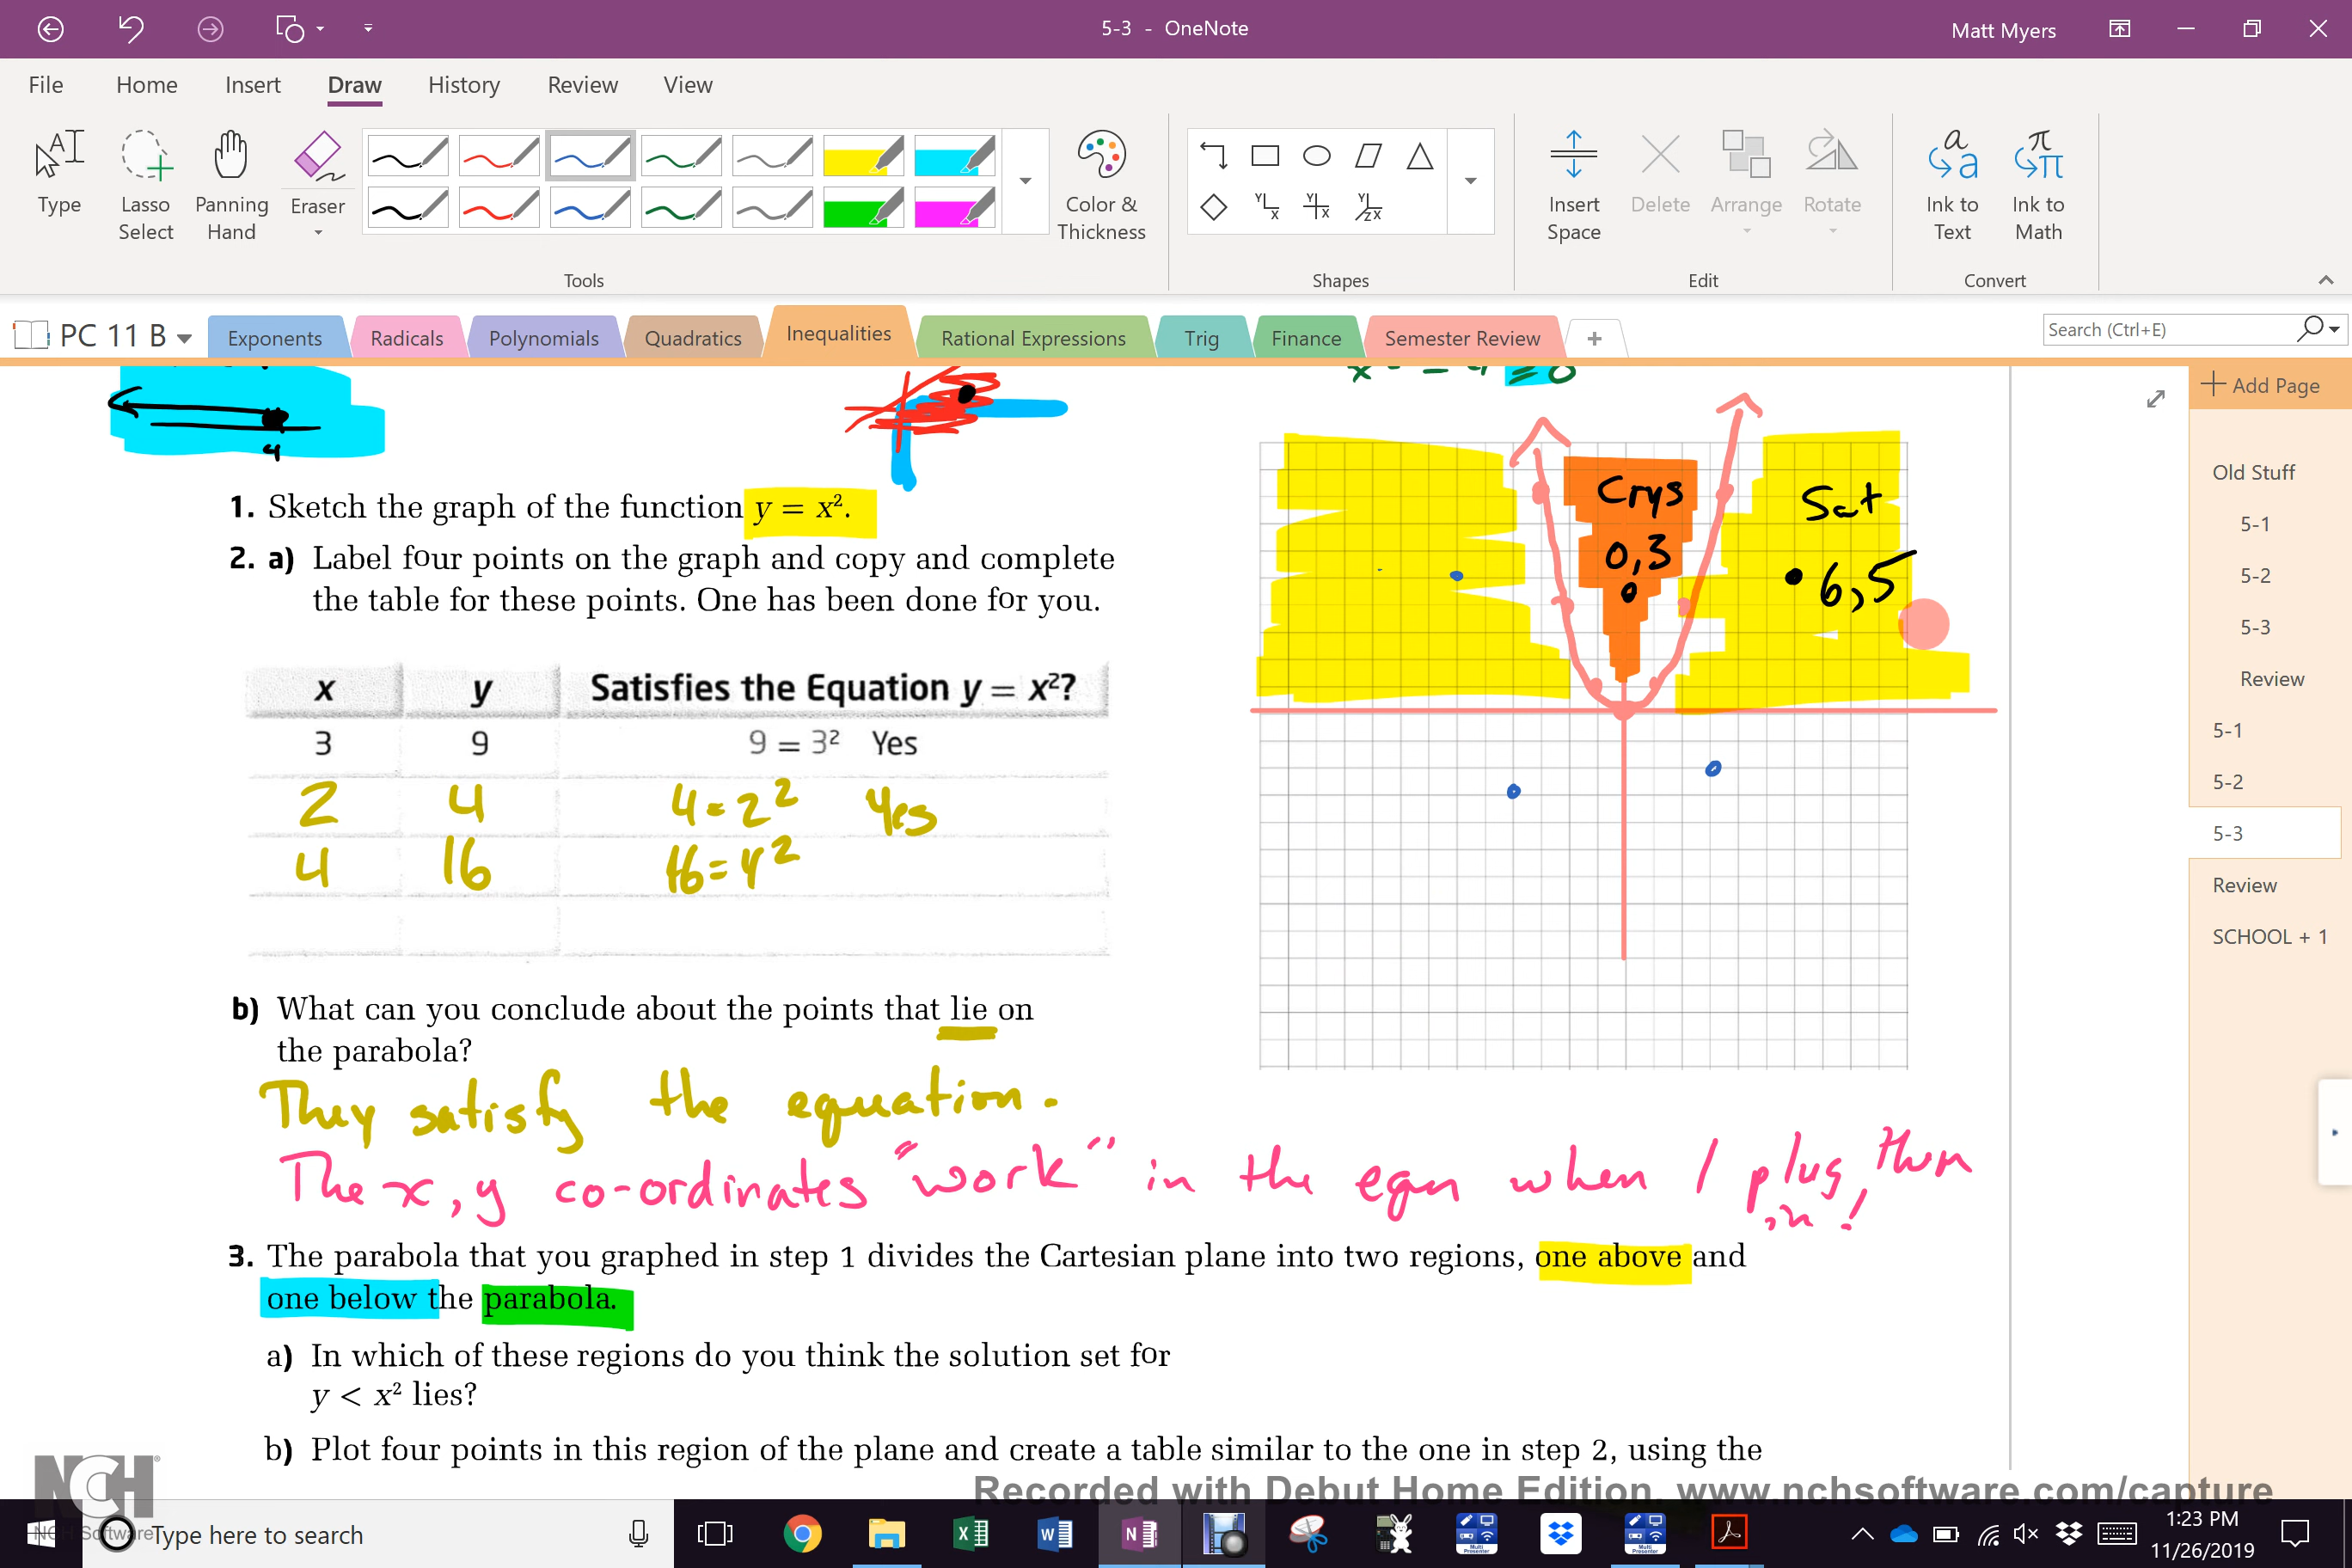 5-3 - OneNote
Matt Myers
File Home Insert Draw History Review View
Type
Lasso Select
Panning Hand
Eraser
Color & Thickness
Insert Space
Delete
Arrange
Rotate
Ink to Text
Ink to Math
Tools Shapes Edit Convert
PC 11 B Exponents Radicals Polynomials Quadratics Inequalities Rational Expressions Trig Finance Semester Review +
Search (Ctrl+E)
Add Page
Old Stuff
5-1
5-2
5-3
Review
5-1
5-2
5-3
Review
SCHOOL + 1
4
1. Sketch the graph of the function y = x².
2. a) Label four points on the graph and copy and complete
the table for these points. One has been done for you.
x y Satisfies the Equation y = x²?
3 9 9 = 3² Yes
2 4 4 = 2² Yes
4 16 16 = 4²
b) What can you conclude about the points that lie on
the parabola?
They satisfy the equation.
The x, y co-ordinates "work" in the eqn when I plug them
in!
Crys
0,3
Sat
6,5
3. The parabola that you graphed in step 1 divides the Cartesian plane into two regions, one above and
one below the parabola.
a) In which of these regions do you think the solution set for
y < x² lies?
b) Plot four points in this region of the plane and create a table similar to the one in step 2, using the
NCH
NCH Software
Recorded with Debut Home Edition. www.nchsoftware.com/capture
Type here to search
1:23 PM
11/26/2019